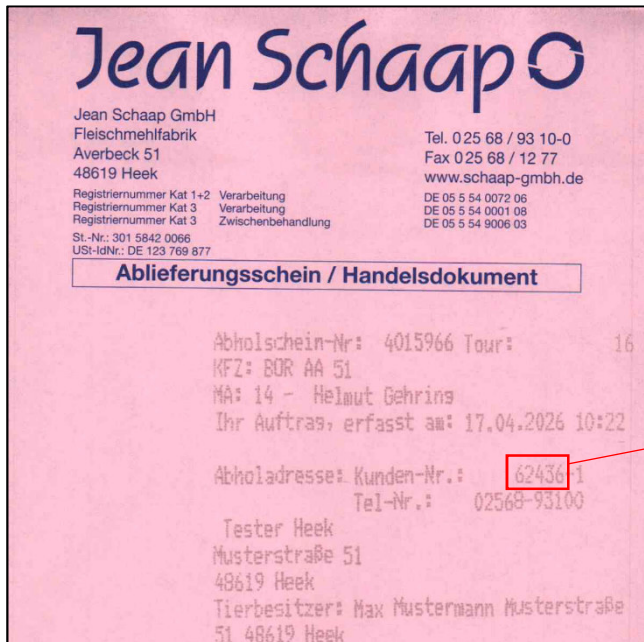 Jean Schaap
Jean Schaap GmbH
Fleischmehlfabrik
Averbeck 51
48619 Heek
Tel. 0 25 68 / 93 10-0
Fax 0 25 68 / 12 77
www.schaap-gmbh.de
Registriernummer Kat 1+2 Verarbeitung DE 05 5 54 0072 06
Registriernummer Kat 3 Verarbeitung DE 05 5 54 0001 08
Registriernummer Kat 3 Zwischenbehandlung DE 05 5 54 9006 03
St.-Nr.: 301 5842 0066
USt-IdNr.: DE 123 769 877
Ablieferungsschein / Handelsdokument
Abholschein-Nr: 4015966 Tour: 16
KFZ: BOR AA 51
MA: 14 - Helmut Gehring
Ihr Auftrag, erfasst am: 17.04.2026 10:22
Abholadresse: Kunden-Nr.: 62436-1
Tel-Nr.: 02568-93100
Tester Heek
Musterstraße 51
48619 Heek
Tierbesitzer: Max Mustermann Musterstraße
51 48619 Heek